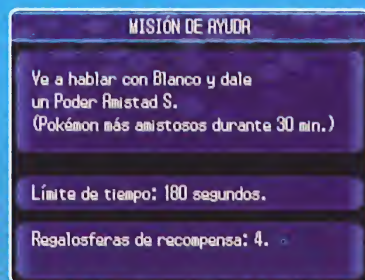 MISIÓN DE AYUDA
Ve a hablar con Blanco y dale
un Poder Amistad S.
(Pokémon más amistosos durante 30 min.)
Límite de tiempo: 180 segundos.
Regalosferas de recompensa: 4.